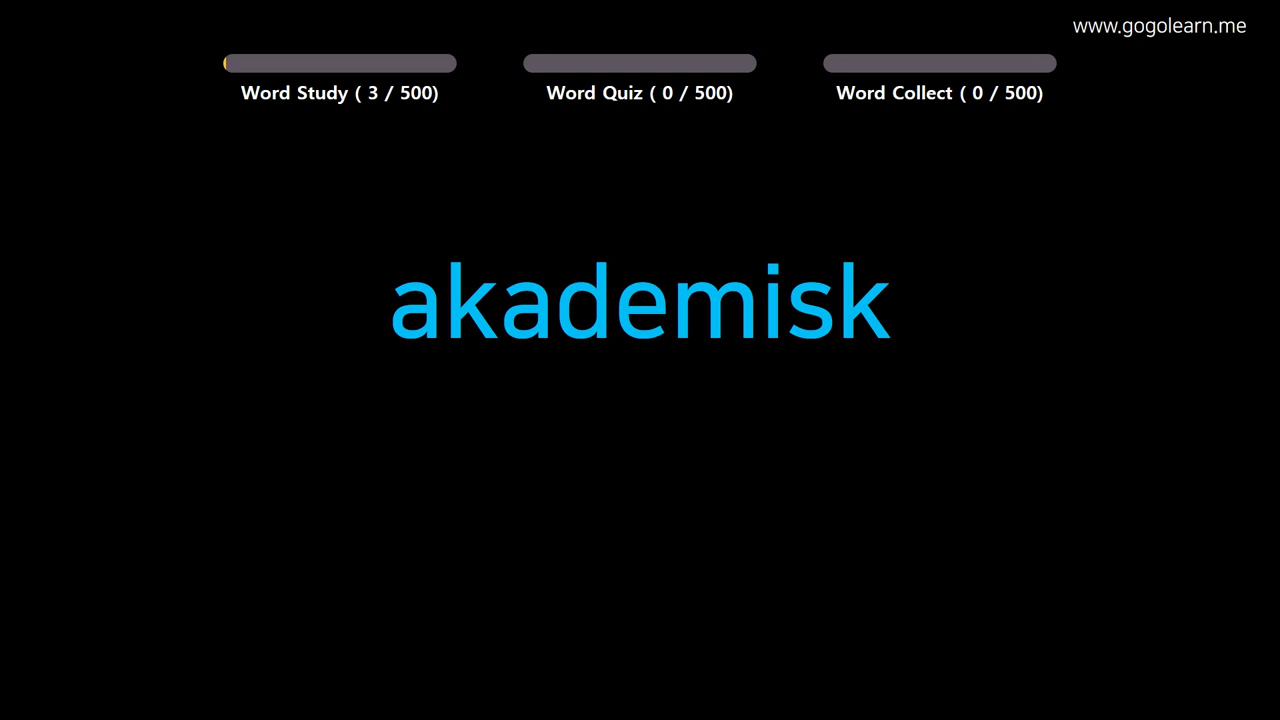 www.gogolearn.me
Word Study ( 3 / 500)
Word Quiz ( 0 / 500)
Word Collect ( 0 / 500)
akademisk